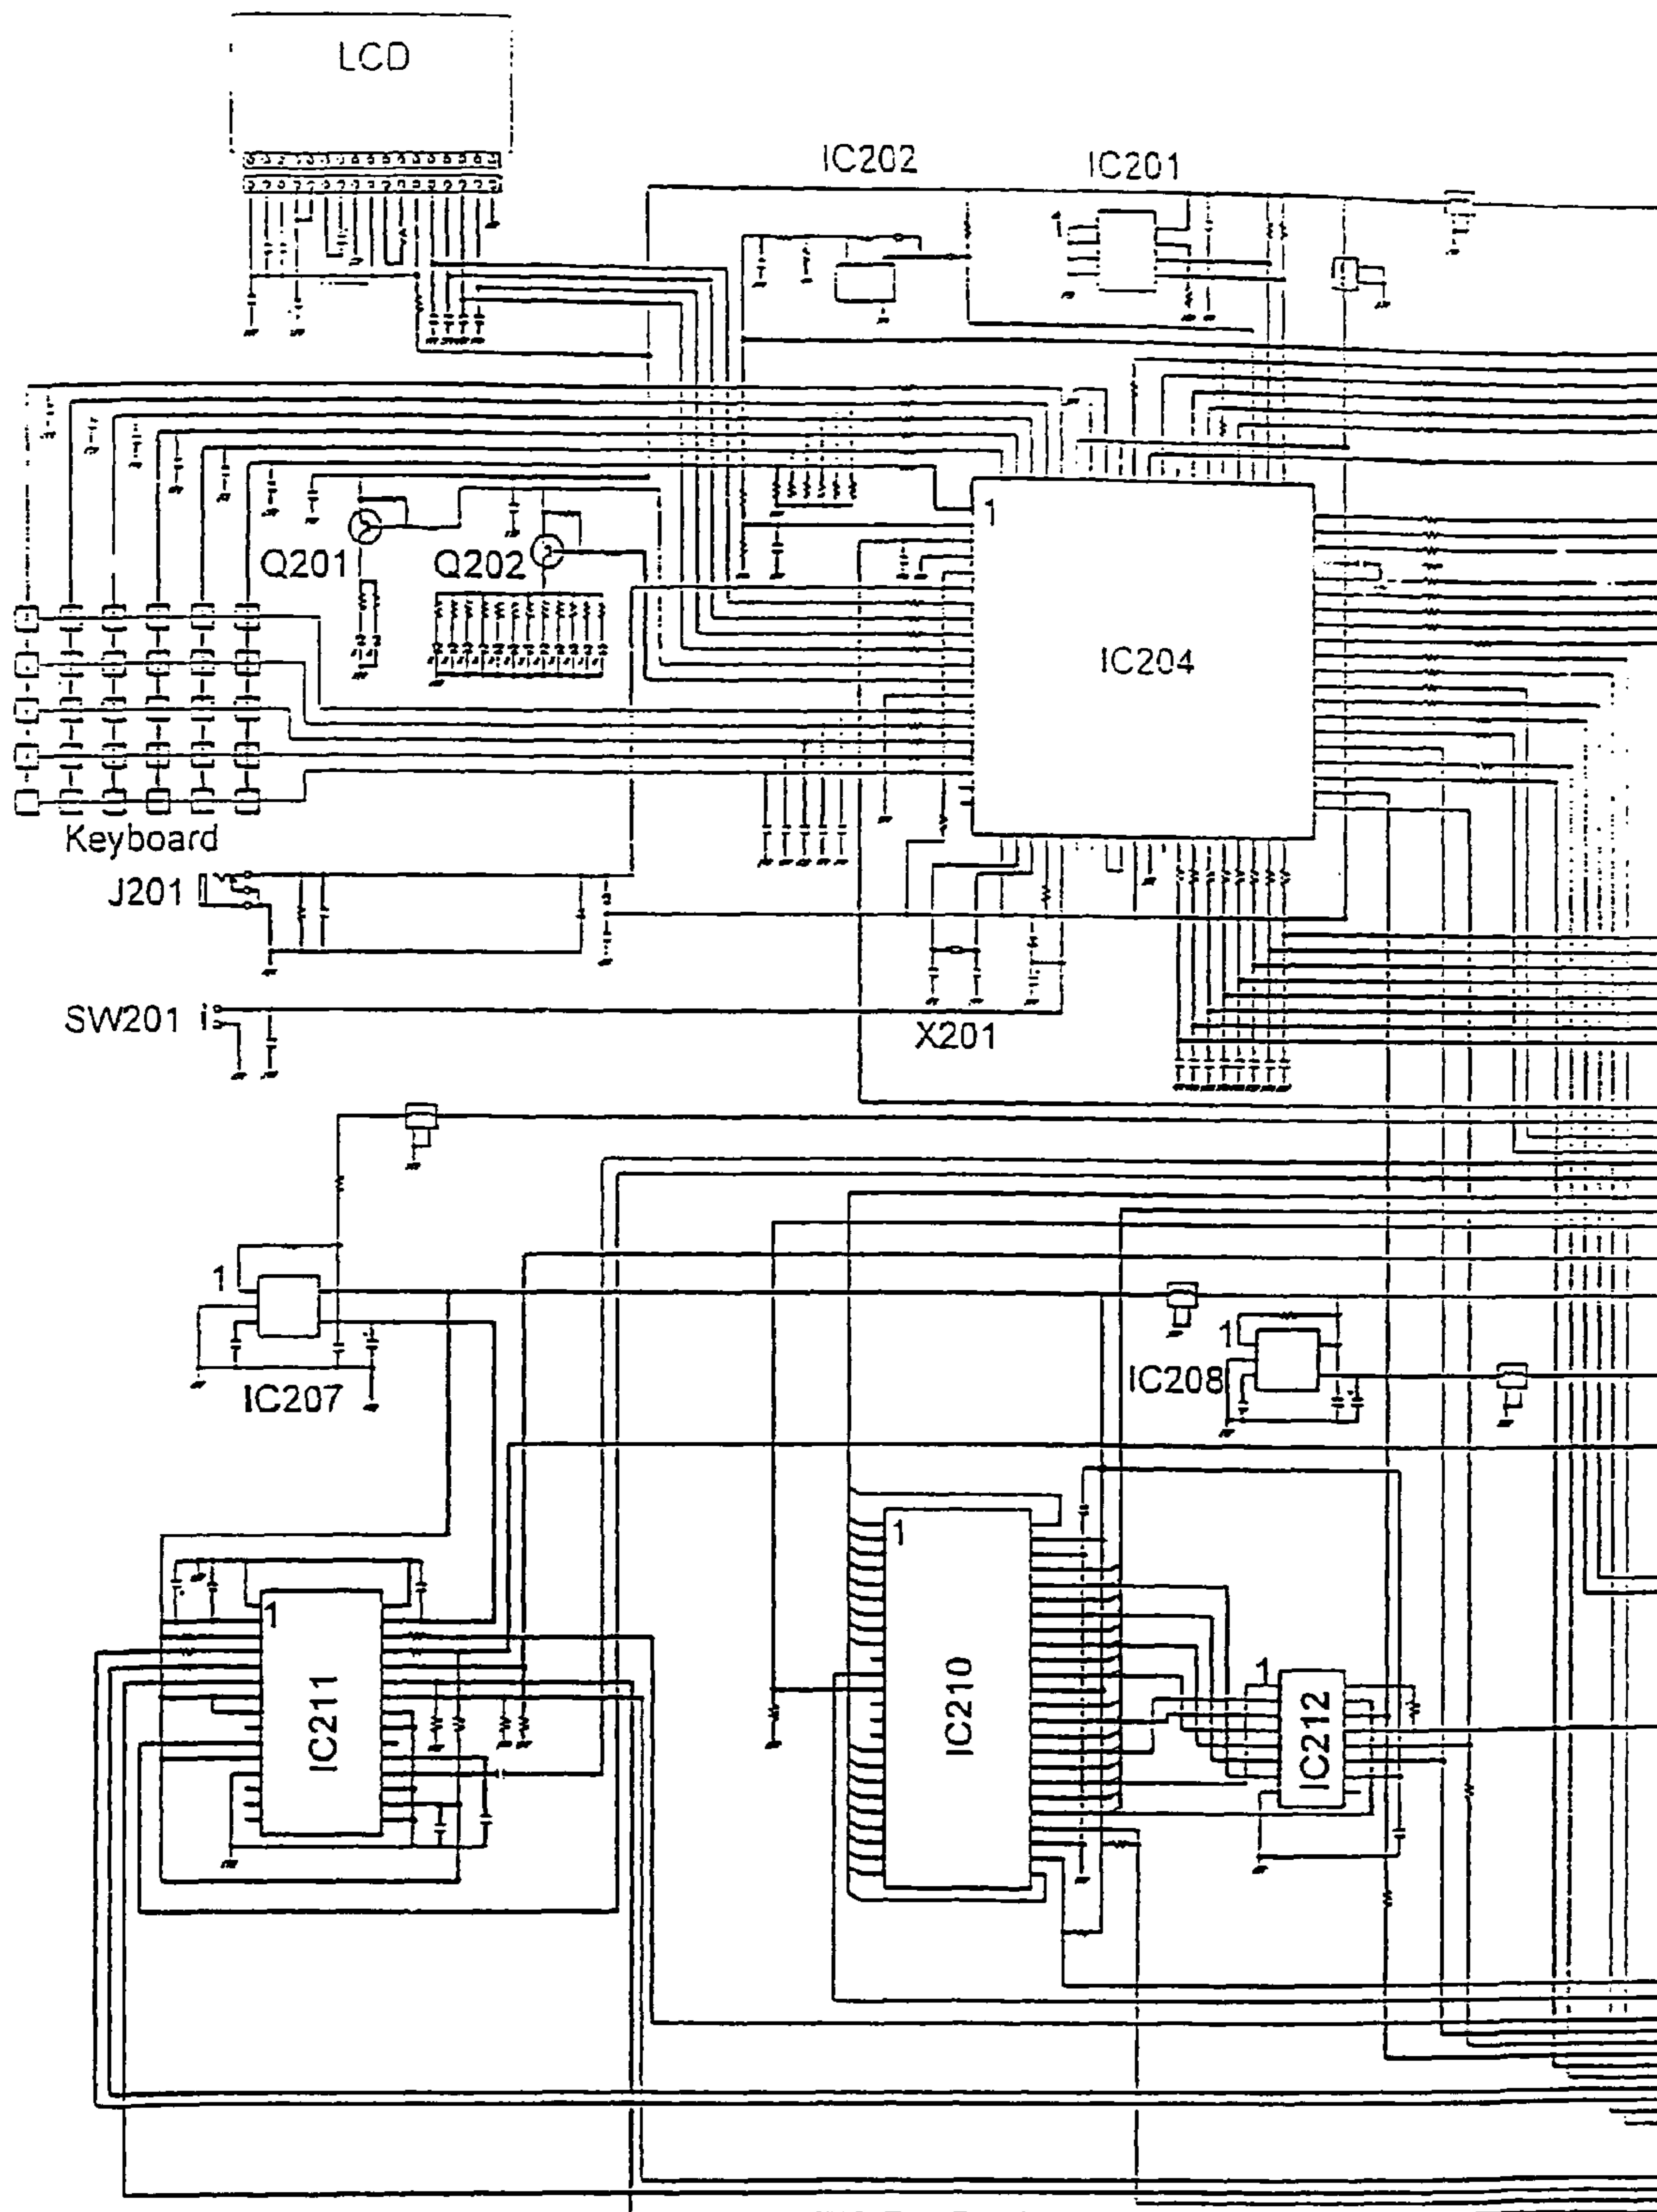 LCD
IC202
IC201
1
1
Q201
Q202
IC204
Keyboard
J201
SW201
X201
1
IC207
1
IC208
1
1
IC211
IC210
1
IC212